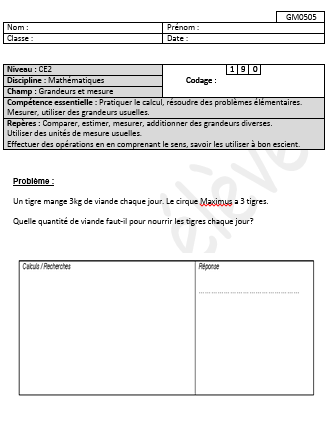 GM0505
Nom : Prénom :
Classe : Date :
Niveau : CE2 1 9 0
Discipline : Mathématiques Codage :
Champ : Grandeurs et mesure
Compétence essentielle : Pratiquer le calcul, résoudre des problèmes élémentaires.
Mesurer, utiliser des grandeurs usuelles.
Repères : Comparer, estimer, mesurer, additionner des grandeurs diverses.
Utiliser des unités de mesure usuelles.
Effectuer des opérations en en comprenant le sens, savoir les utiliser à bon escient.
élève
Problème :
Un tigre mange 3kg de viande chaque jour. Le cirque Maximus a 3 tigres.
Quelle quantité de viande faut-il pour nourrir les tigres chaque jour?
Calculs / Recherches Réponse